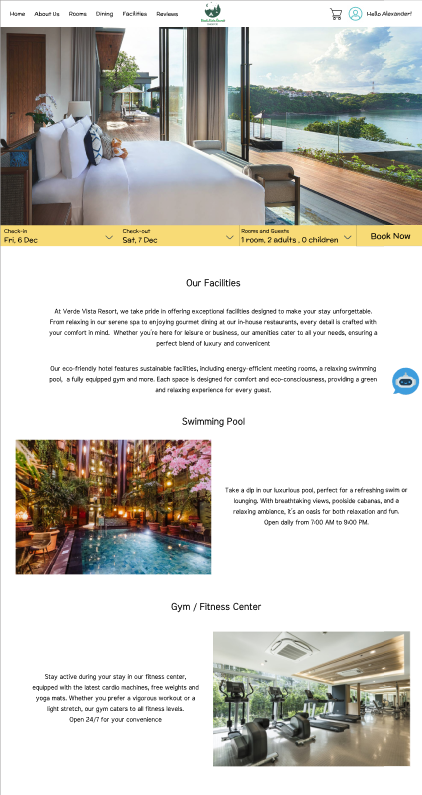 Home About Us Rooms Dining Facilities Reviews
Hello Alexander!
Check-in
Fri, 6 Dec
Check-out
Sat, 7 Dec
Rooms and Guests
1 room, 2 adults , 0 children
Book Now
Our Facilities
At Verde Vista Resort, we take pride in offering exceptional facilities designed to make your stay unforgettable.
From relaxing in our serene spa to enjoying gourmet dining at our in-house restaurants, every detail is crafted with
your comfort in mind. Whether you're here for leisure or business, our amenities cater to all your needs, ensuring a
perfect blend of luxury and convenicent
Our eco-friendly hotel features sustainable facilities, including energy-efficient meeting rooms, a relaxing swimming
pool, a fully equipped gym and more. Each space is designed for comfort and eco-consciousness, providing a green
and relaxing experience for every guest.
Swimming Pool
Take a dip in our luxurious pool, perfect for a refreshing swim or
lounging. With breathtaking views, poolside cabanas, and a
relaxing ambiance, it's an oasis for both relaxation and fun.
Open daily from 7:00 AM to 9:00 PM.
Gym / Fitness Center
Stay active during your stay in our fitness center,
equipped with the latest cardio machines, free weights and
yoga mats. Whether you prefer a vigorous workout or a
light stretch, our gym caters to all fitness levels.
Open 24/7 for your convenience